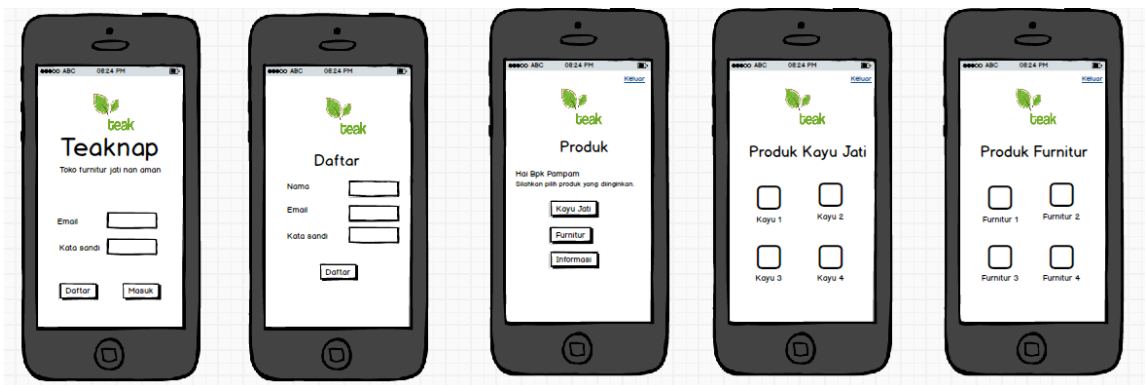 ABC 08:24 PM
teak
Teaknap
Toko furnitur jati nan aman
Email
Kata sandi
Daftar Masuk
ABC 08:24 PM
teak
Daftar
Nama
Email
Kata sandi
Daftar
ABC 08:24 PM
Keluar
teak
Produk
Hai Bpk Pampam
Silahkan pilih produk yang diinginkan.
Kayu Jati
Furnitur
Informasi
ABC 08:24 PM
Keluar
teak
Produk Kayu Jati
Kayu 1 Kayu 2
Kayu 3 Kayu 4
ABC 08:24 PM
Keluar
teak
Produk Furnitur
Furnitur 1 Furnitur 2
Furnitur 3 Furnitur 4